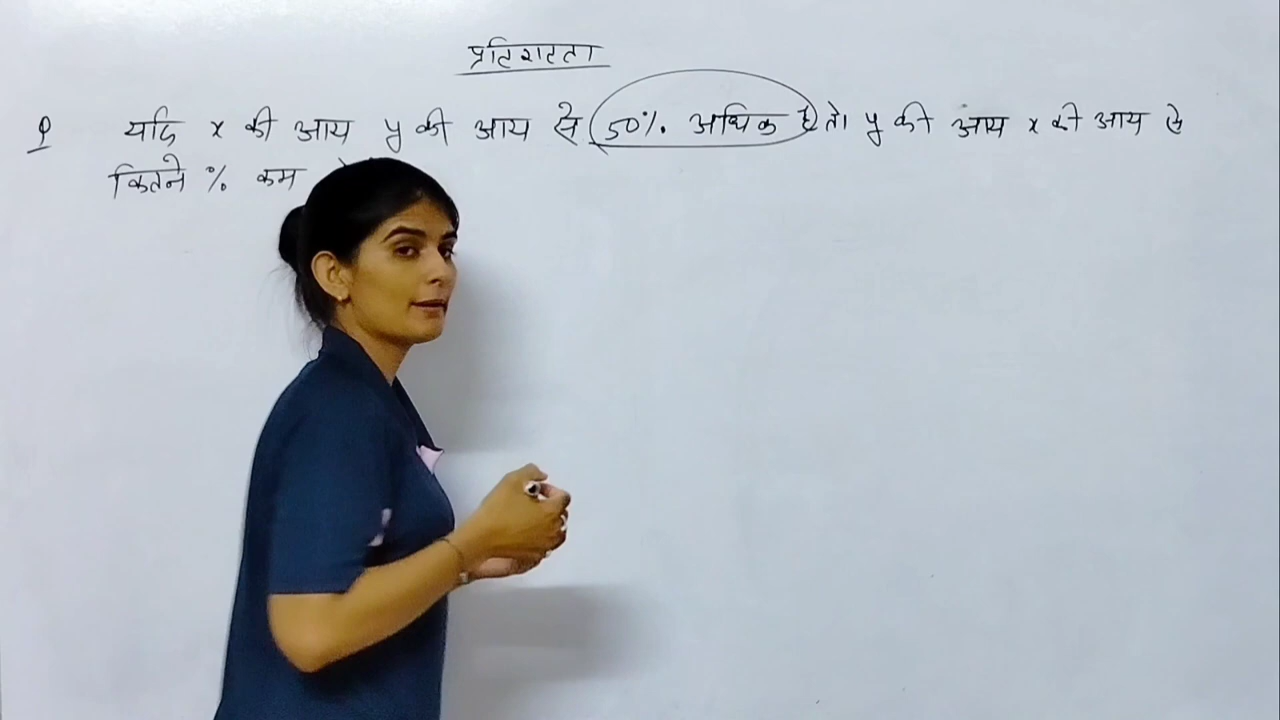 प्रतिशतता
Q यदि x की आय y की आय से 50% अधिक है तो y की आय x की आय से
कितने % कम